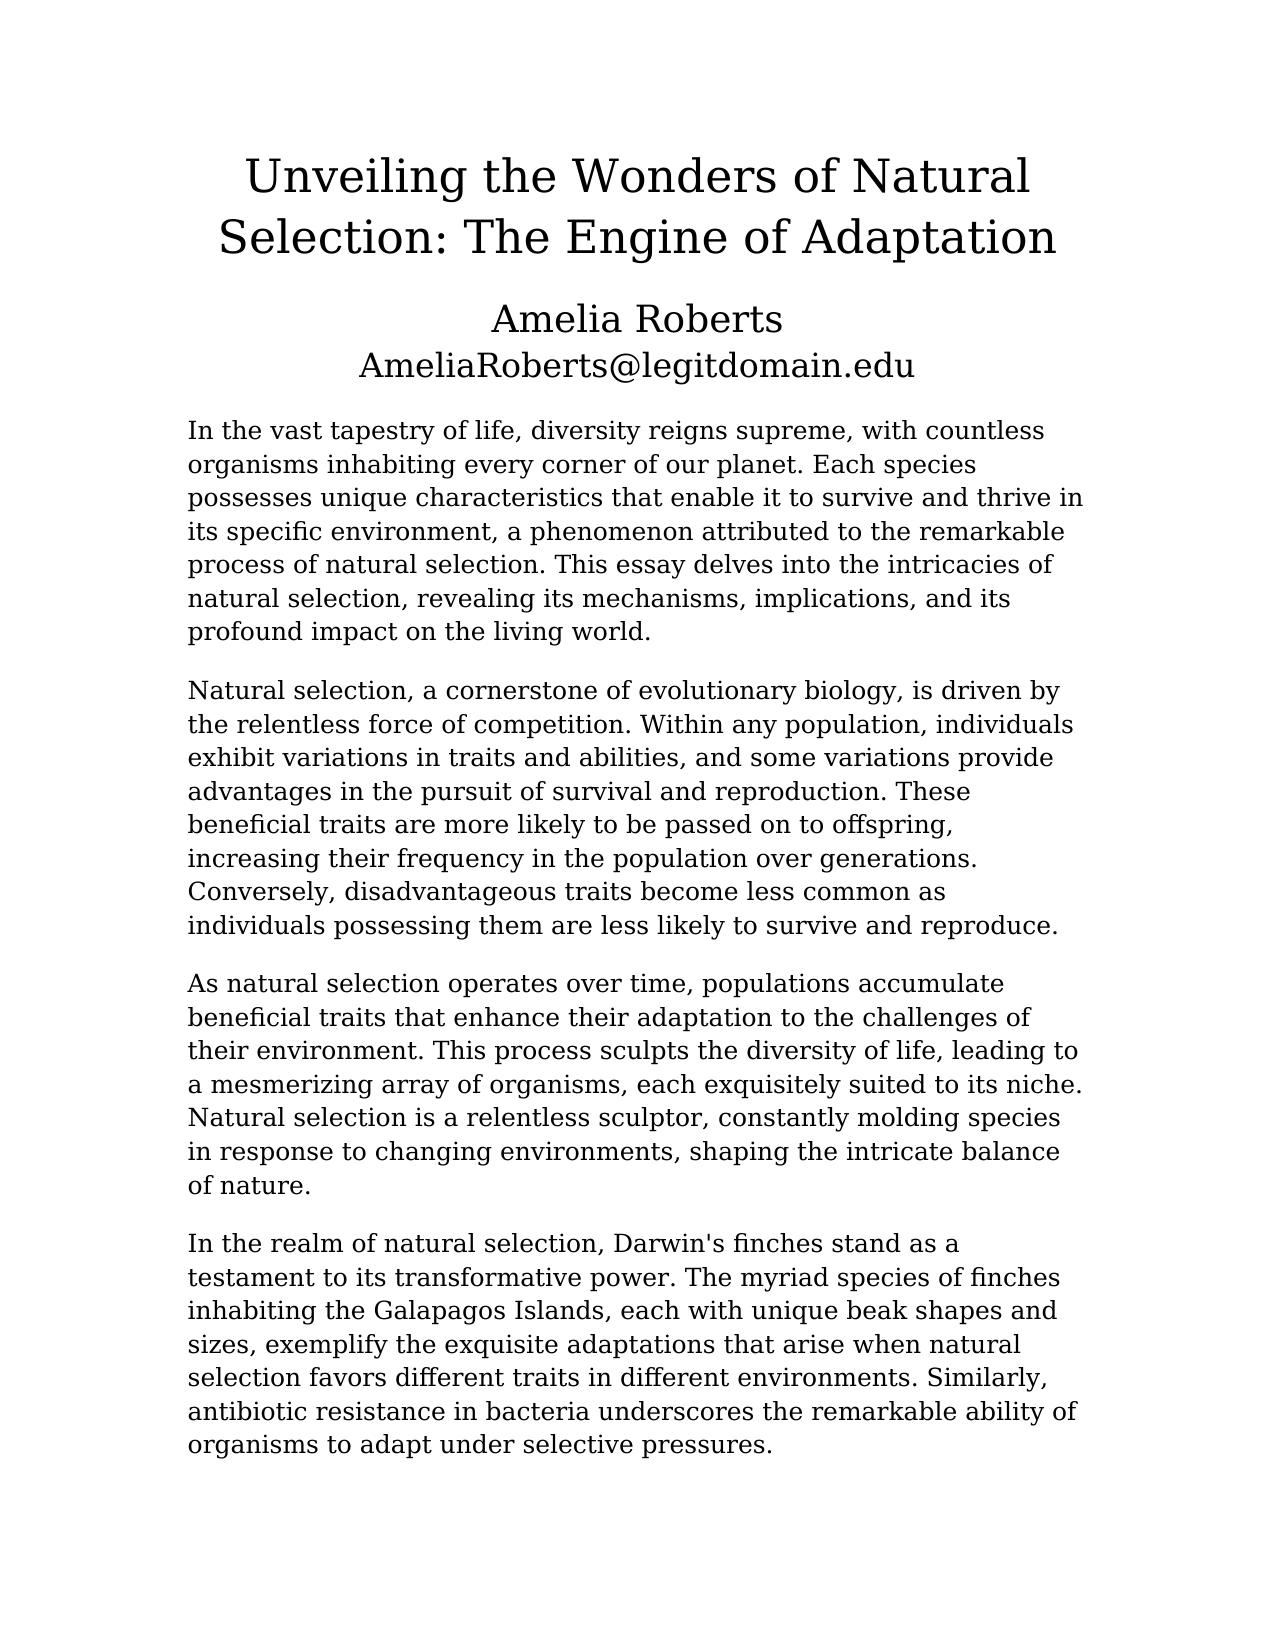 Unveiling the Wonders of Natural
Selection: The Engine of Adaptation
Amelia Roberts
AmeliaRoberts@legitdomain.edu
In the vast tapestry of life, diversity reigns supreme, with countless
organisms inhabiting every corner of our planet. Each species
possesses unique characteristics that enable it to survive and thrive in
its specific environment, a phenomenon attributed to the remarkable
process of natural selection. This essay delves into the intricacies of
natural selection, revealing its mechanisms, implications, and its
profound impact on the living world.
Natural selection, a cornerstone of evolutionary biology, is driven by
the relentless force of competition. Within any population, individuals
exhibit variations in traits and abilities, and some variations provide
advantages in the pursuit of survival and reproduction. These
beneficial traits are more likely to be passed on to offspring,
increasing their frequency in the population over generations.
Conversely, disadvantageous traits become less common as
individuals possessing them are less likely to survive and reproduce.
As natural selection operates over time, populations accumulate
beneficial traits that enhance their adaptation to the challenges of
their environment. This process sculpts the diversity of life, leading to
a mesmerizing array of organisms, each exquisitely suited to its niche.
Natural selection is a relentless sculptor, constantly molding species
in response to changing environments, shaping the intricate balance
of nature.
In the realm of natural selection, Darwin's finches stand as a
testament to its transformative power. The myriad species of finches
inhabiting the Galapagos Islands, each with unique beak shapes and
sizes, exemplify the exquisite adaptations that arise when natural
selection favors different traits in different environments. Similarly,
antibiotic resistance in bacteria underscores the remarkable ability of
organisms to adapt under selective pressures.